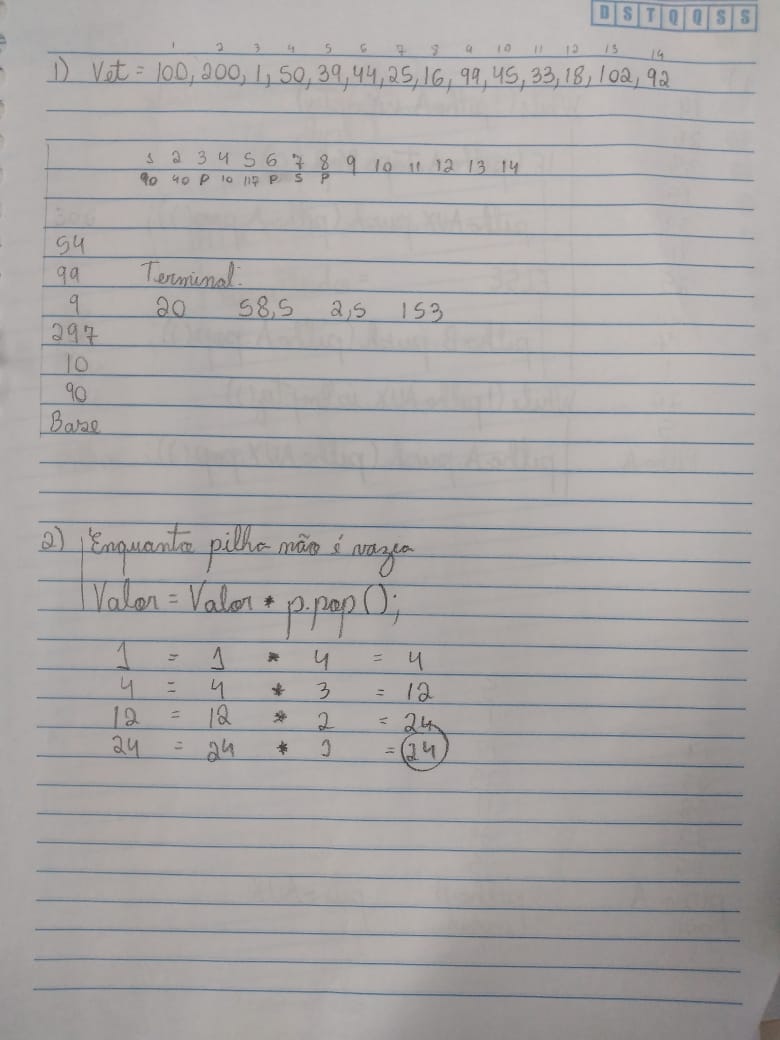 D S T Q Q S S
1 2 3 4 5 6 7 8 9 10 11 12 13 14
1) Vet = 100, 200, 1, 50, 39, 44, 25, 16, 99, 45, 33, 18, 102, 92
1 2 3 4 5 6 7 8 9 10 11 12 13 14
90 40 P 10 117 P 5 P
306
54
99 Terminal:
9 20 58,5 2,5 153
297
10
90
Base
2) Enquanto pilha não é vazia
Valor = Valor * p.pop();
1 = 1 * 4 = 4
4 = 4 * 3 = 12
12 = 12 * 2 = 24
24 = 24 * 1 = 24